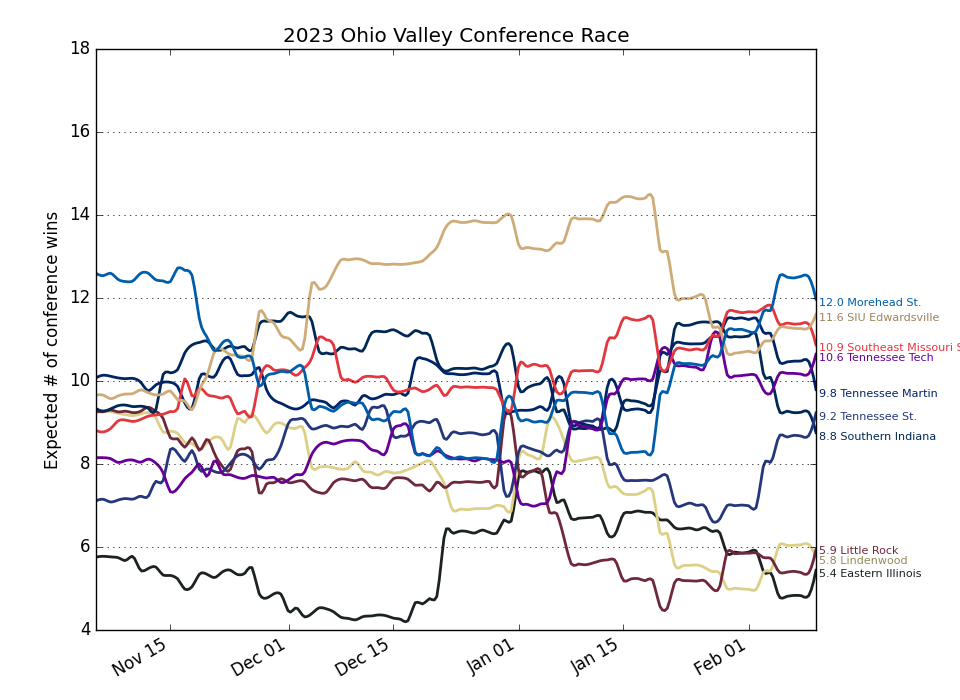 2023 Ohio Valley Conference Race
Expected # of conference wins
18
16
14
12
10
8
6
4
Nov 15
Dec 01
Dec 15
Jan 01
Jan 15
Feb 01
12.0 Morehead St.
11.6 SIU Edwardsville
10.9 Southeast Missouri S
10.6 Tennessee Tech
9.8 Tennessee Martin
9.2 Tennessee St.
8.8 Southern Indiana
5.9 Little Rock
5.8 Lindenwood
5.4 Eastern Illinois